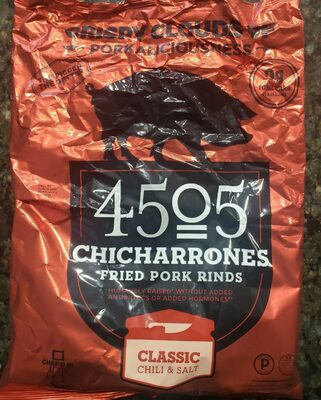 CRISPY CLOUDS OF
PORKALICIOUSNESS
4505
CHICHARRONES
FRIED PORK RINDS
HUMANELY RAISED* WITHOUT ADDED
ANTIBIOTICS OR ADDED HORMONES**
CLASSIC
CHILI & SALT
P